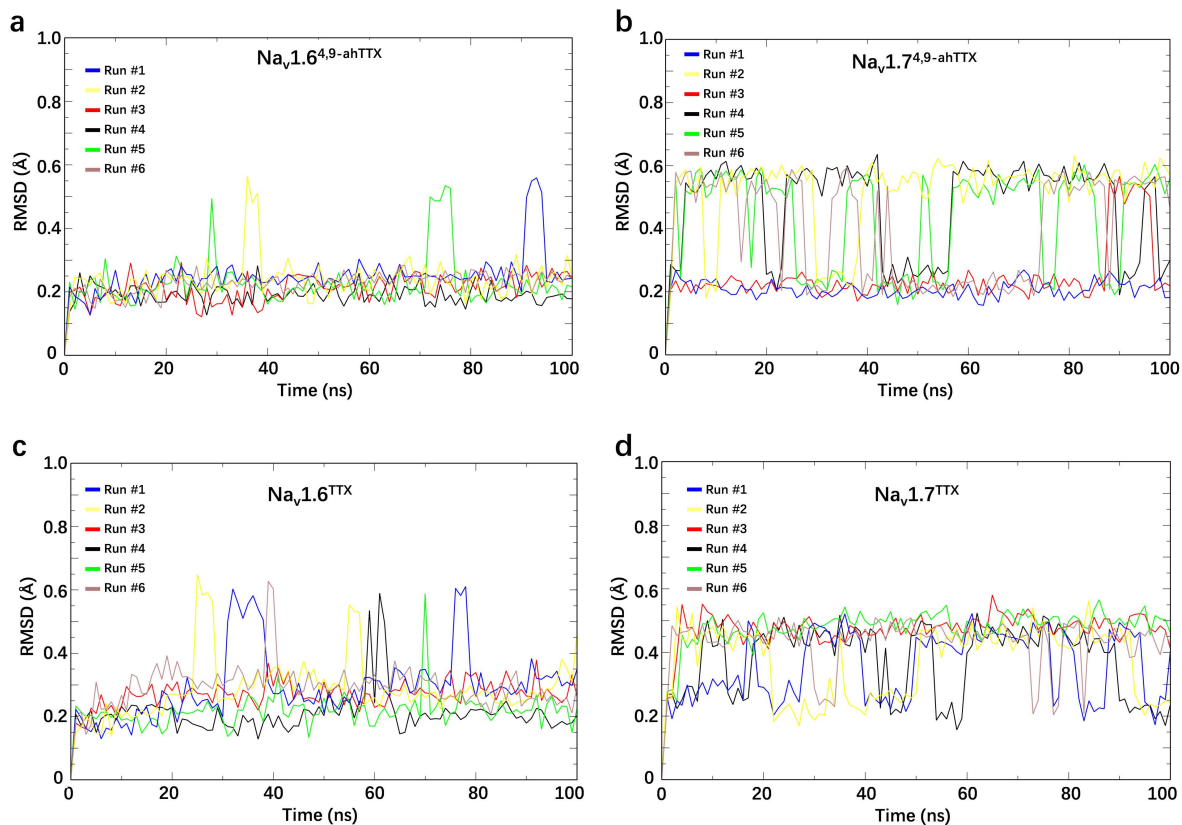 a
Naᵥ1.6⁴,⁹⁻ᵃʰᵀᵀˣ
1.0
0.8
0.6
0.4
0.2
0
RMSD (Å)
Run #1
Run #2
Run #3
Run #4
Run #5
Run #6
0 20 40 60 80 100
Time (ns)
b
Naᵥ1.7⁴,⁹⁻ᵃʰᵀᵀˣ
1.0
0.8
0.6
0.4
0.2
0
RMSD (Å)
Run #1
Run #2
Run #3
Run #4
Run #5
Run #6
0 20 40 60 80 100
Time (ns)
c
Naᵥ1.6ᵀᵀˣ
1.0
0.8
0.6
0.4
0.2
0
RMSD (Å)
Run #1
Run #2
Run #3
Run #4
Run #5
Run #6
0 20 40 60 80 100
Time (ns)
d
Naᵥ1.7ᵀᵀˣ
1.0
0.8
0.6
0.4
0.2
0
RMSD (Å)
Run #1
Run #2
Run #3
Run #4
Run #5
Run #6
0 20 40 60 80 100
Time (ns)